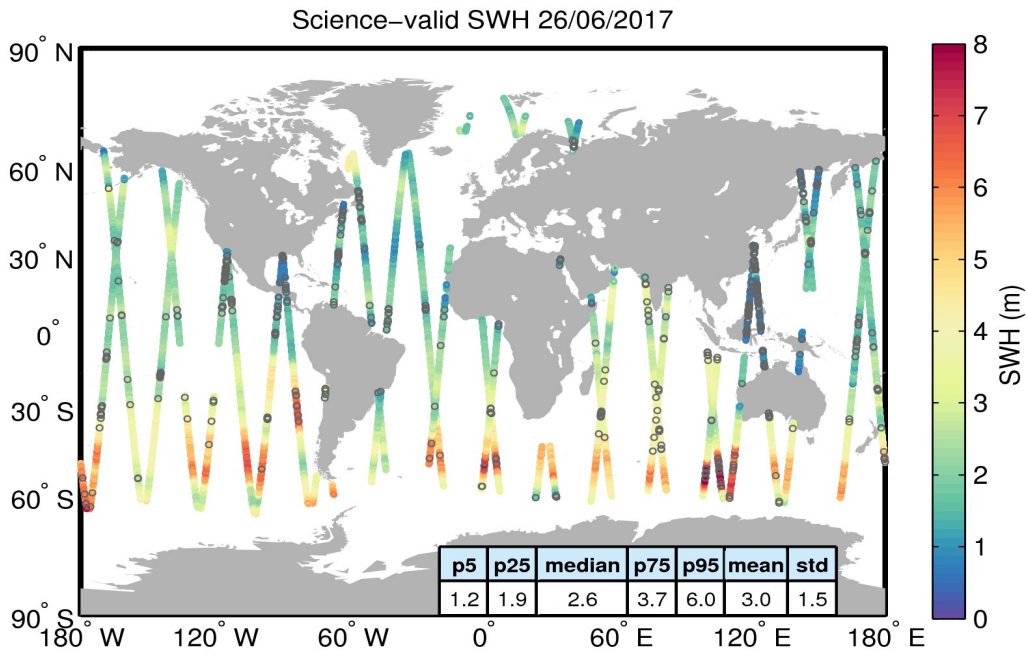 Science−valid SWH 26/06/2017
90° N
60° N
30° N
0°
30° S
60° S
90° S
180° W
120° W
60° W
0°
60° E
120° E
180° E
p5 p25 median p75 p95 mean std
1.2 1.9 2.6 3.7 6.0 3.0 1.5
8
7
6
5
4
3
2
1
0
SWH (m)